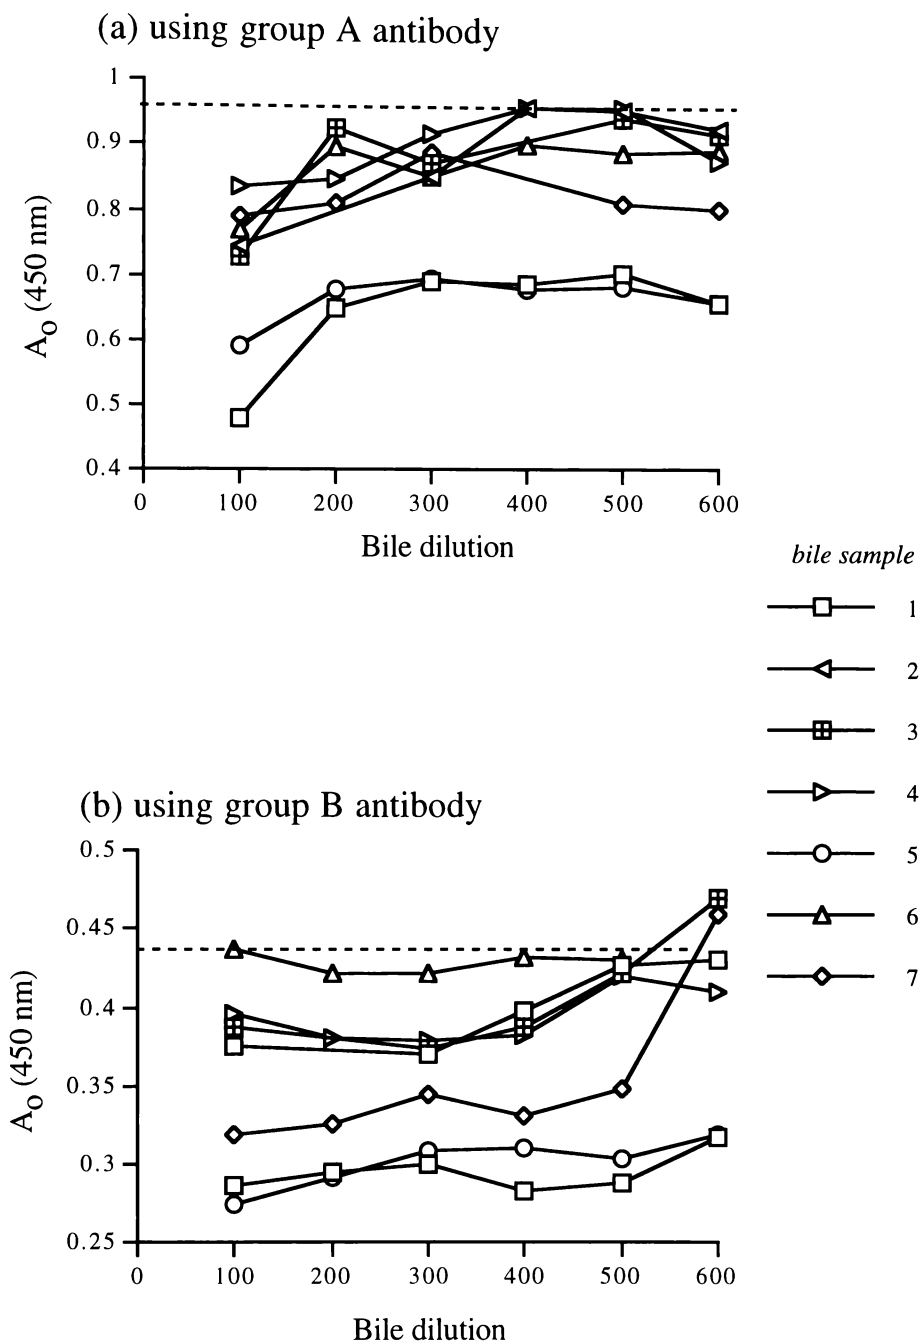 (a) using group A antibody
1
0.9
0.8
0.7
0.6
0.5
0.4
A₀ (450 nm)
0 100 200 300 400 500 600
Bile dilution
bile sample
1
2
3
4
5
6
7
(b) using group B antibody
0.5
0.45
0.4
0.35
0.3
0.25
A₀ (450 nm)
0 100 200 300 400 500 600
Bile dilution